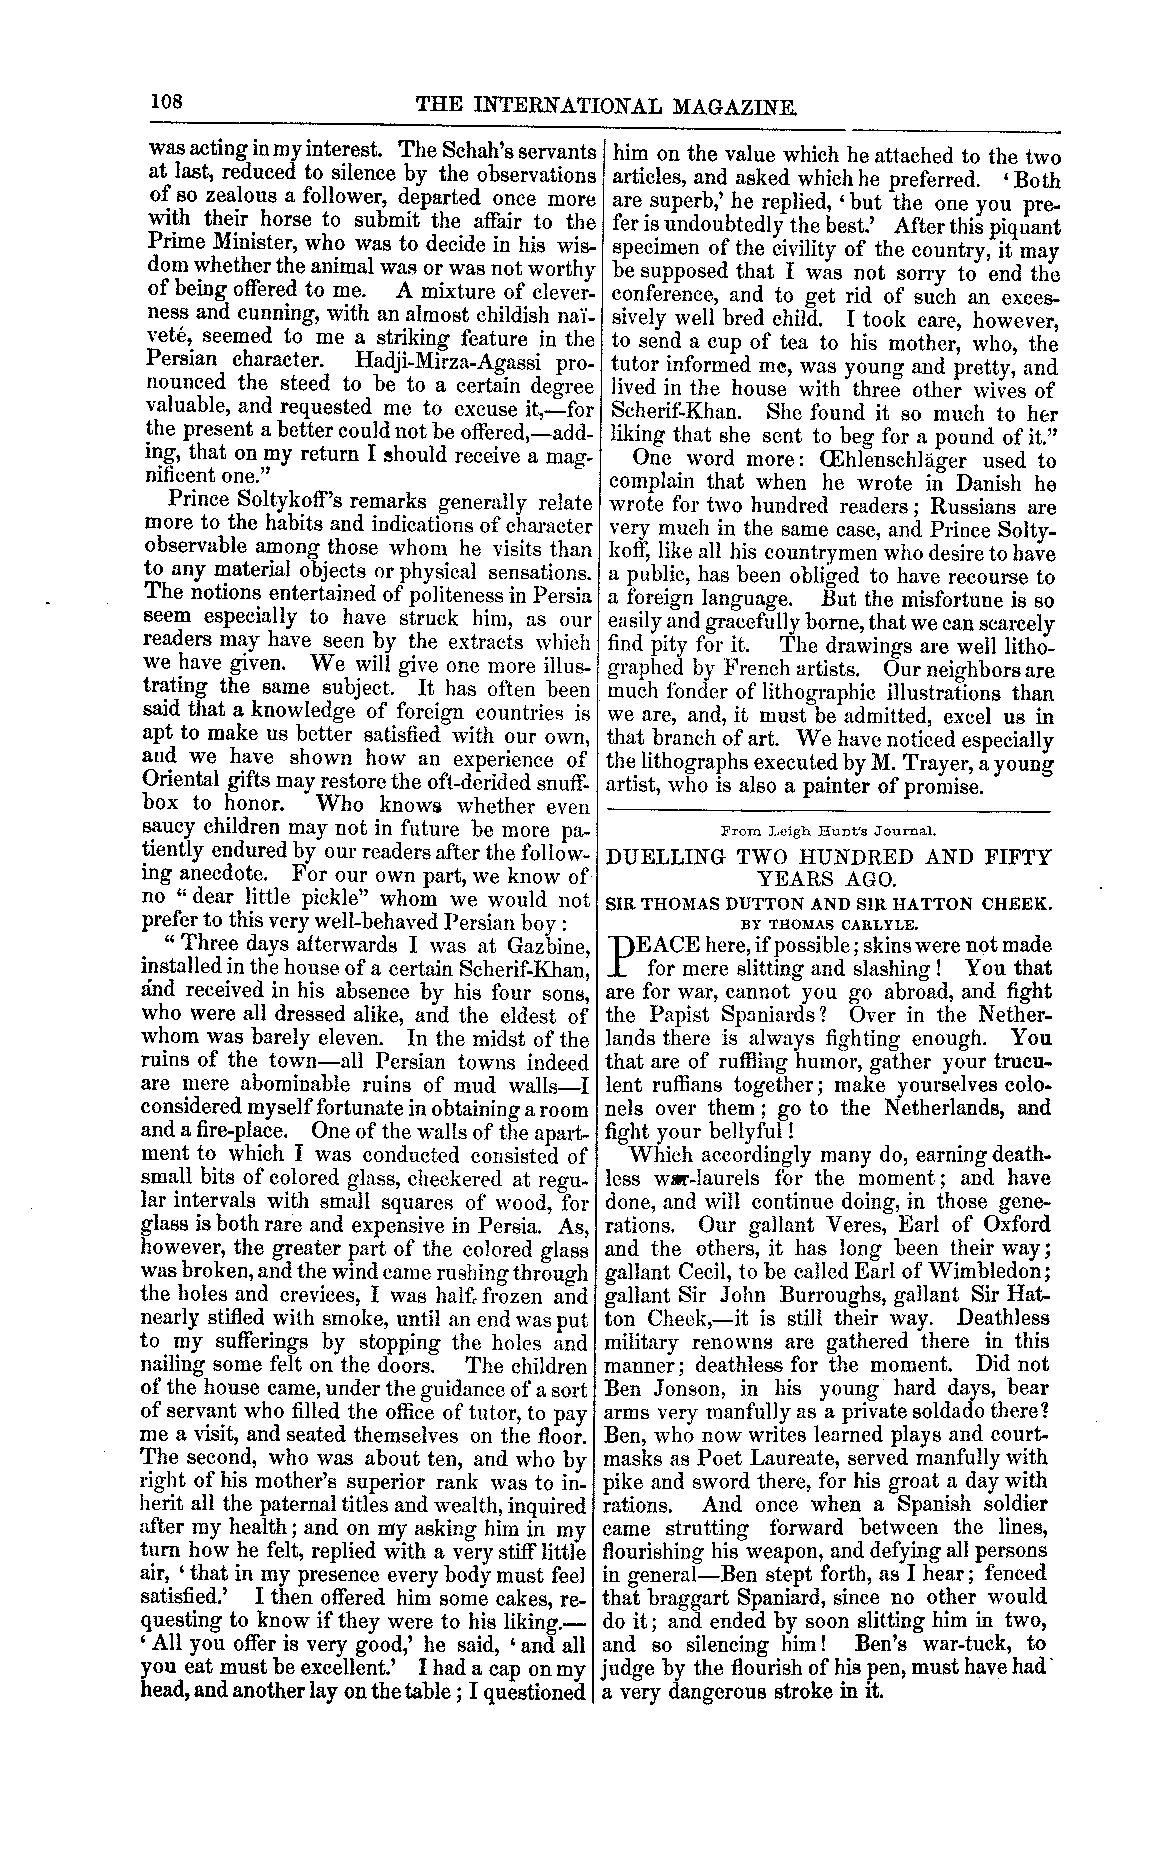 108
THE INTERNATIONAL MAGAZINE.
was acting in my interest. The Schah's servants
at last, reduced to silence by the observations
of so zealous a follower, departed once more
with their horse to submit the affair to the
Prime Minister, who was to decide in his wis-
dom whether the animal was or was not worthy
of being offered to me. A mixture of clever-
ness and cunning, with an almost childish naï-
veté, seemed to me a striking feature in the
Persian character. Hadji-Mirza-Agassi pro-
nounced the steed to be to a certain degree
valuable, and requested me to excuse it,—for
the present a better could not be offered,—add-
ing, that on my return I should receive a mag-
nificent one."
Prince Soltykoff's remarks generally relate
more to the habits and indications of character
observable among those whom he visits than
to any material objects or physical sensations.
The notions entertained of politeness in Persia
seem especially to have struck him, as our
readers may have seen by the extracts which
we have given. We will give one more illus-
trating the same subject. It has often been
said that a knowledge of foreign countries is
apt to make us better satisfied with our own,
and we have shown how an experience of
Oriental gifts may restore the oft-derided snuff-
box to honor. Who knows whether even
saucy children may not in future be more pa-
tiently endured by our readers after the follow-
ing anecdote. For our own part, we know of
no "dear little pickle" whom we would not
prefer to this very well-behaved Persian boy:
"Three days afterwards I was at Gazbine,
installed in the house of a certain Scherif-Khan,
and received in his absence by his four sons,
who were all dressed alike, and the eldest of
whom was barely eleven. In the midst of the
ruins of the town—all Persian towns indeed
are mere abominable ruins of mud walls—I
considered myself fortunate in obtaining a room
and a fire-place. One of the walls of the apart-
ment to which I was conducted consisted of
small bits of colored glass, checkered at regu-
lar intervals with small squares of wood, for
glass is both rare and expensive in Persia. As,
however, the greater part of the colored glass
was broken, and the wind came rushing through
the holes and crevices, I was half-frozen and
nearly stifled with smoke, until an end was put
to my sufferings by stopping the holes and
nailing some felt on the doors. The children
of the house came, under the guidance of a sort
of servant who filled the office of tutor, to pay
me a visit, and seated themselves on the floor.
The second, who was about ten, and who by
right of his mother's superior rank was to in-
herit all the paternal titles and wealth, inquired
after my health; and on my asking him in my
turn how he felt, replied with a very stiff little
air, 'that in my presence every body must feel
satisfied.' I then offered him some cakes, re-
questing to know if they were to his liking.—
'All you offer is very good,' he said, 'and all
you eat must be excellent.' I had a cap on my
head, and another lay on the table; I questioned
him on the value which he attached to the two
articles, and asked which he preferred. 'Both
are superb,' he replied, 'but the one you pre-
fer is undoubtedly the best.' After this piquant
specimen of the civility of the country, it may
be supposed that I was not sorry to end the
conference, and to get rid of such an exces-
sively well bred child. I took care, however,
to send a cup of tea to his mother, who, the
tutor informed me, was young and pretty, and
lived in the house with three other wives of
Scherif-Khan. She found it so much to her
liking that she sent to beg for a pound of it."
One word more: Œhlenschläger used to
complain that when he wrote in Danish he
wrote for two hundred readers; Russians are
very much in the same case, and Prince Solty-
koff, like all his countrymen who desire to have
a public, has been obliged to have recourse to
a foreign language. But the misfortune is so
easily and gracefully borne, that we can scarcely
find pity for it. The drawings are well litho-
graphed by French artists. Our neighbors are
much fonder of lithographic illustrations than
we are, and, it must be admitted, excel us in
that branch of art. We have noticed especially
the lithographs executed by M. Trayer, a young
artist, who is also a painter of promise.
From Leigh Hunt's Journal.
DUELLING TWO HUNDRED AND FIFTY
YEARS AGO.
SIR THOMAS DUTTON AND SIR HATTON CHEEK.
BY THOMAS CARLYLE.
PEACE here, if possible; skins were not made
for mere slitting and slashing! You that
are for war, cannot you go abroad, and fight
the Papist Spaniards? Over in the Nether-
lands there is always fighting enough. You
that are of ruffling humor, gather your trucu-
lent ruffians together; make yourselves colo-
nels over them; go to the Netherlands, and
fight your bellyful!
Which accordingly many do, earning death-
less war-laurels for the moment; and have
done, and will continue doing, in those gene-
rations. Our gallant Veres, Earl of Oxford
and the others, it has long been their way;
gallant Cecil, to be called Earl of Wimbledon;
gallant Sir John Burroughs, gallant Sir Hat-
ton Cheek,—it is still their way. Deathless
military renowns are gathered there in this
manner; deathless for the moment. Did not
Ben Jonson, in his young hard days, bear
arms very manfully as a private soldado there?
Ben, who now writes learned plays and court-
masks as Poet Laureate, served manfully with
pike and sword there, for his groat a day with
rations. And once when a Spanish soldier
came strutting forward between the lines,
flourishing his weapon, and defying all persons
in general—Ben stept forth, as I hear; fenced
that braggart Spaniard, since no other would
do it; and ended by soon slitting him in two,
and so silencing him! Ben's war-tuck, to
judge by the flourish of his pen, must have had
a very dangerous stroke in it.